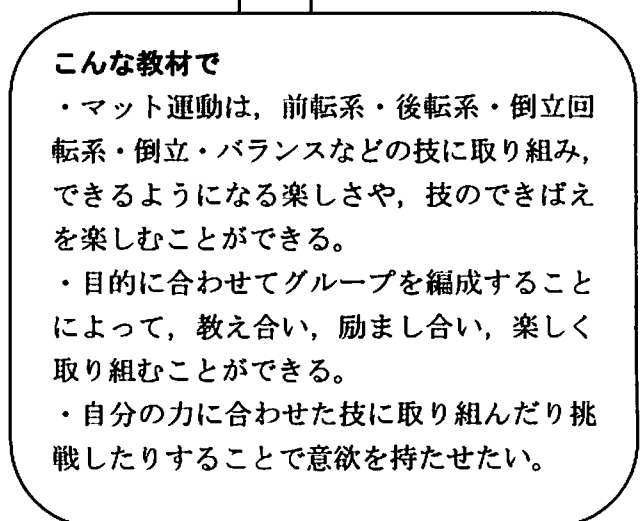 こんな教材で
・マット運動は，前転系・後転系・倒立回
転系・倒立・バランスなどの技に取り組み，
できるようになる楽しさや，技のできばえ
を楽しむことができる。
・目的に合わせてグループを編成すること
によって，教え合い，励まし合い，楽しく
取り組むことができる。
・自分の力に合わせた技に取り組んだり挑
戦したりすることで意欲を持たせたい。